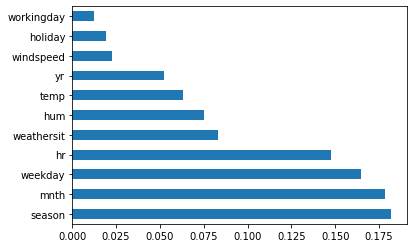 workingday
holiday
windspeed
yr
temp
hum
weathersit
hr
weekday
mnth
season
0.000 0.025 0.050 0.075 0.100 0.125 0.150 0.175